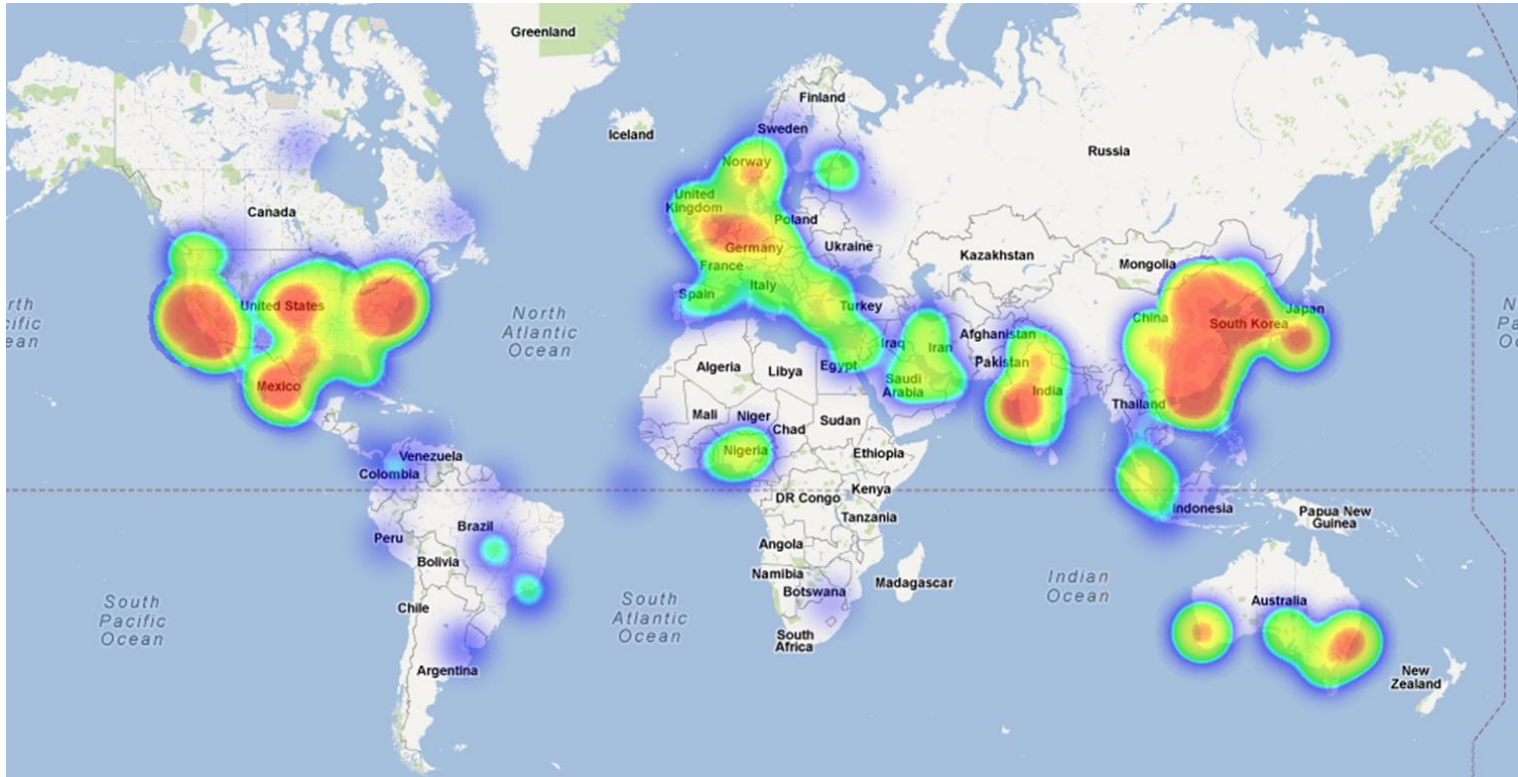 Greenland
Finland
Sweden
Iceland
Norway
Russia
United
Kingdom
Canada
Poland
Ukraine
Germany
Kazakhstan
Mongolia
France
Italy
Spain
United States
Turkey
North
Atlantic
Ocean
China
Japan
South Korea
Afghanistan
Iraq
Iran
Pakistan
Algeria
Libya
Egypt
Mexico
Saudi
Arabia
India
Thailand
Mali
Niger
Chad
Sudan
Nigeria
Ethiopia
Venezuela
Colombia
Kenya
DR Congo
Tanzania
Indonesia
Papua New
Guinea
Brazil
Peru
Bolivia
Angola
Namibia
Botswana
Madagascar
Indian
Ocean
Australia
Chile
South
Pacific
Ocean
South
Atlantic
Ocean
South
Africa
Argentina
New
Zealand